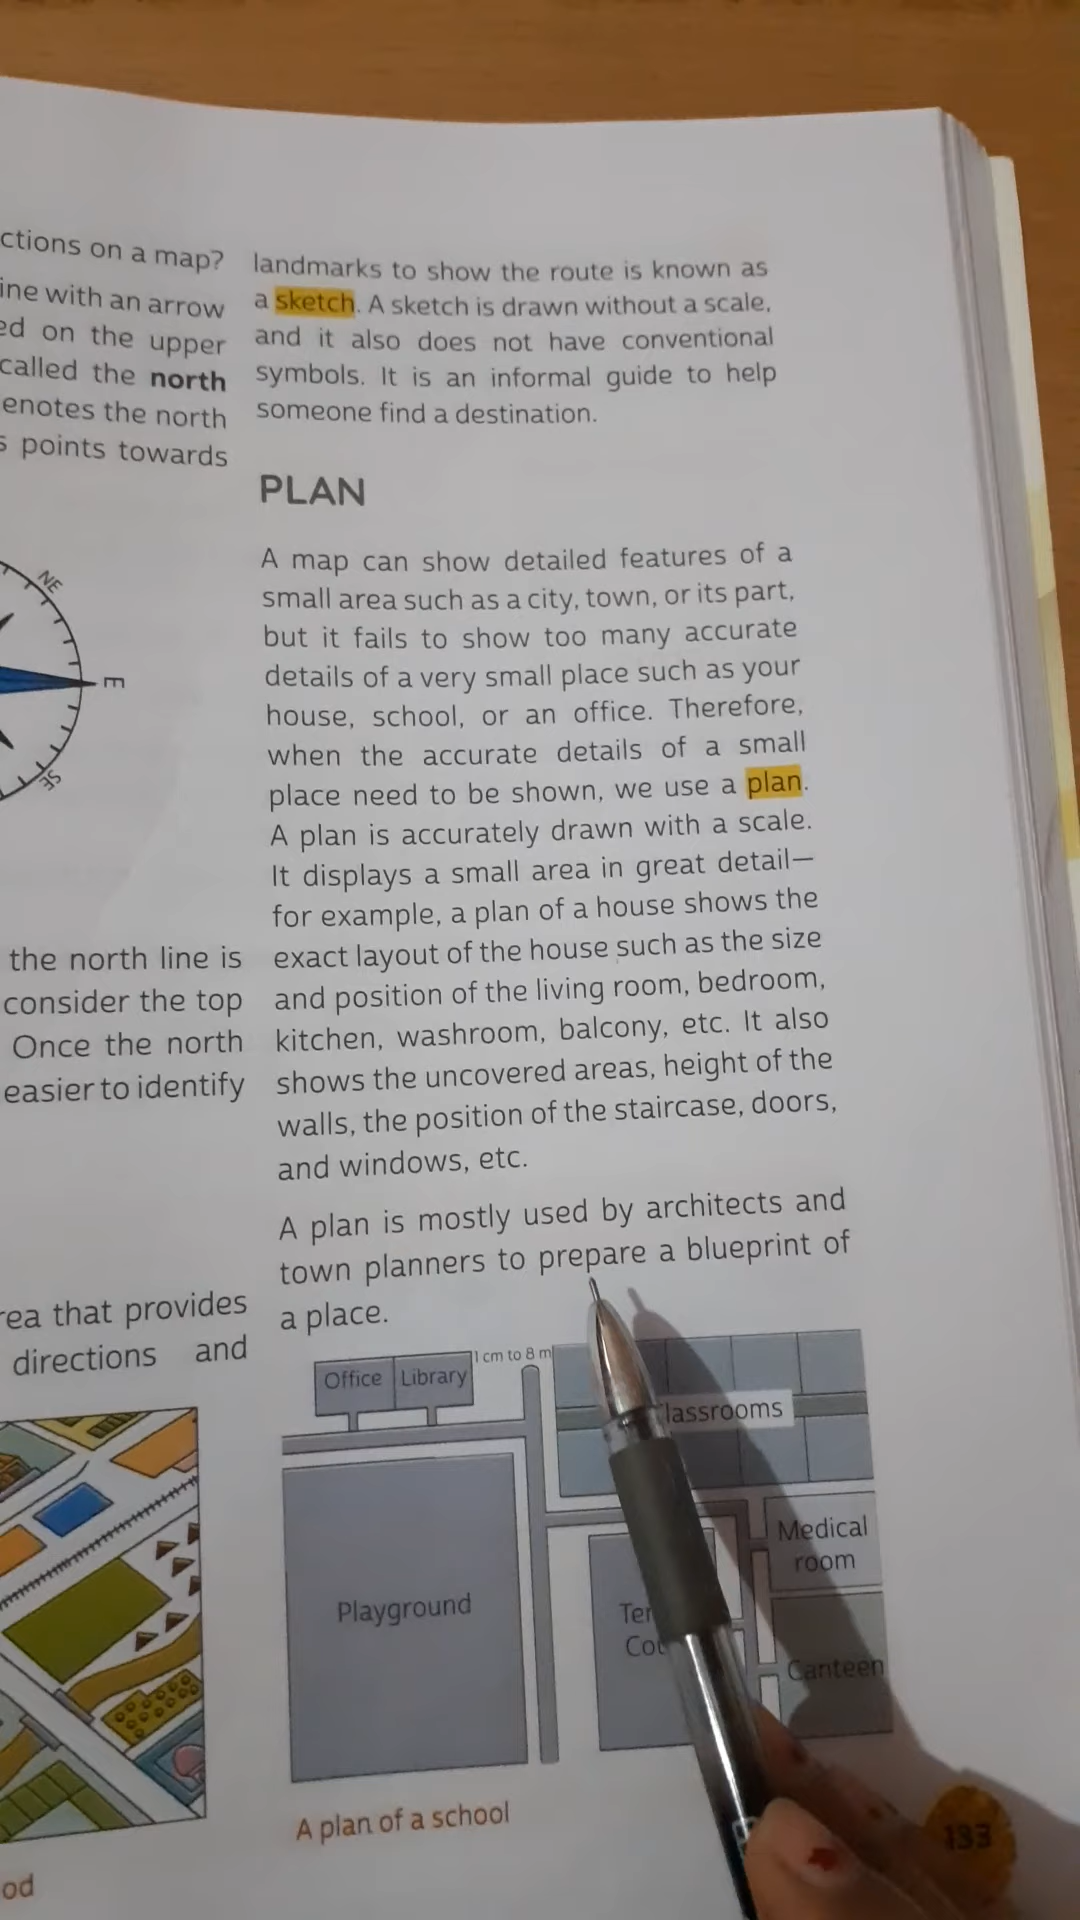 ctions on a map?
ine with an arrow
ed on the upper
called the north
enotes the north
s points towards
NE
E
SE
the north line is
consider the top
Once the north
easier to identify
rea that provides
directions and
od
landmarks to show the route is known as
a sketch. A sketch is drawn without a scale,
and it also does not have conventional
symbols. It is an informal guide to help
someone find a destination.
PLAN
A map can show detailed features of a
small area such as a city, town, or its part,
but it fails to show too many accurate
details of a very small place such as your
house, school, or an office. Therefore,
when the accurate details of a small
place need to be shown, we use a plan.
A plan is accurately drawn with a scale.
It displays a small area in great detail—
for example, a plan of a house shows the
exact layout of the house such as the size
and position of the living room, bedroom,
kitchen, washroom, balcony, etc. It also
shows the uncovered areas, height of the
walls, the position of the staircase, doors,
and windows, etc.
A plan is mostly used by architects and
town planners to prepare a blueprint of
a place.
1 cm to 8 m
Office Library
lassrooms
Medical
room
Playground
Ten
Cou
Canteen
A plan of a school
133